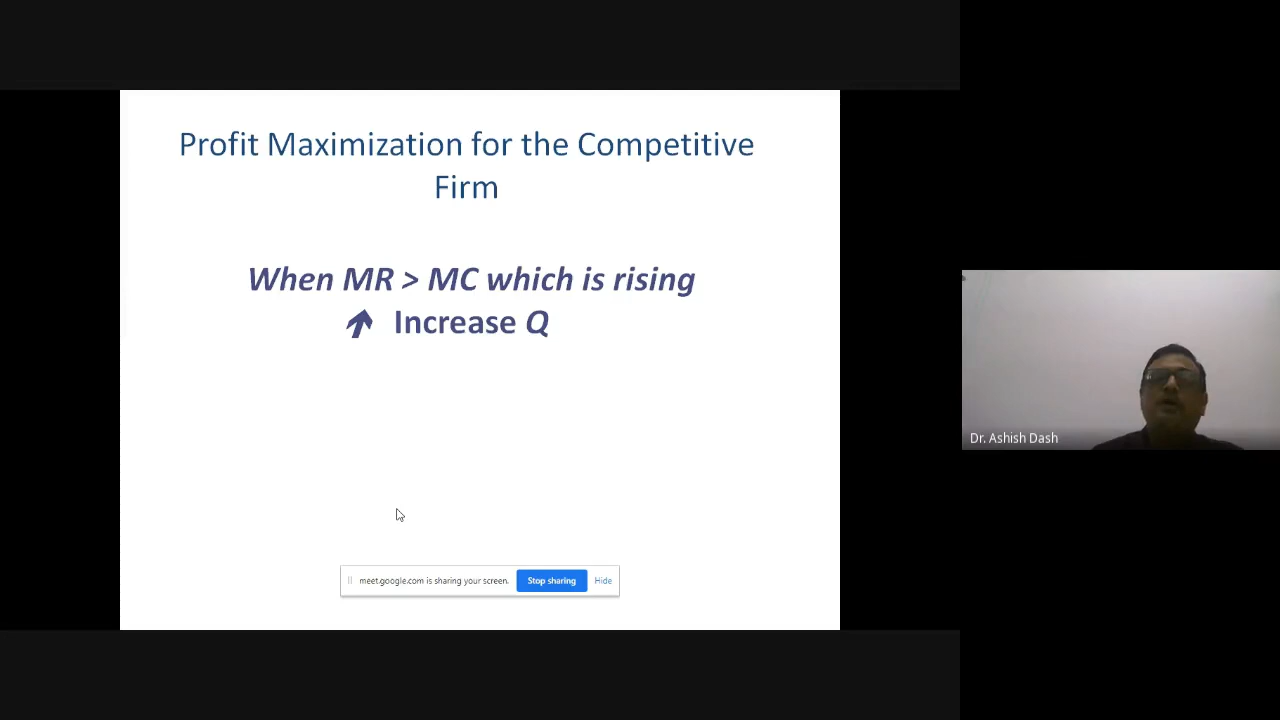 Profit Maximization for the Competitive
Firm
When MR > MC which is rising
Increase Q
meet.google.com is sharing your screen. Stop sharing Hide
Dr. Ashish Dash